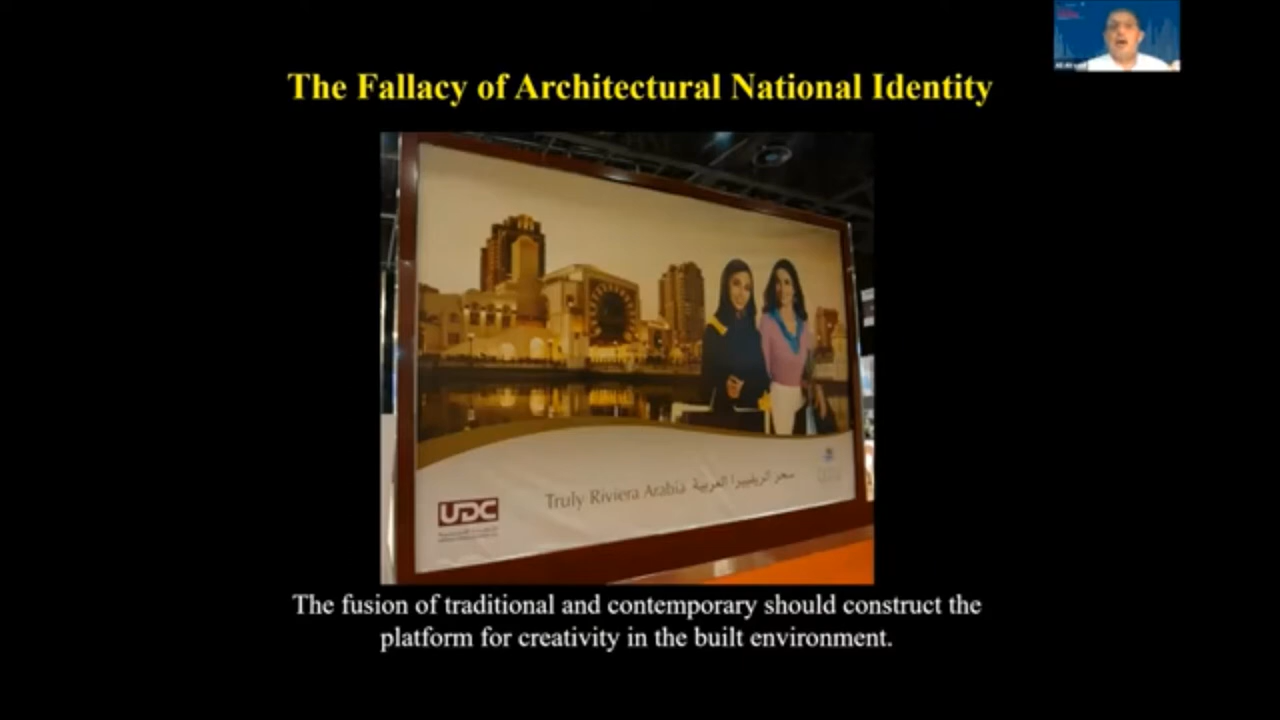 The Fallacy of Architectural National Identity
Truly Riviera Arabia سحر الريفييرا العربية
UDC
The fusion of traditional and contemporary should construct the
platform for creativity in the built environment.